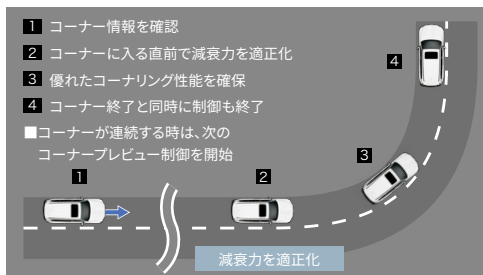 1 コーナー情報を確認
2 コーナーに入る直前で減衰力を適正化
3 優れたコーナリング性能を確保
4 コーナー終了と同時に制御も終了
■コーナーが連続する時は、次の
コーナープレビュー制御を開始
4
3
1
2
減衰力を適正化